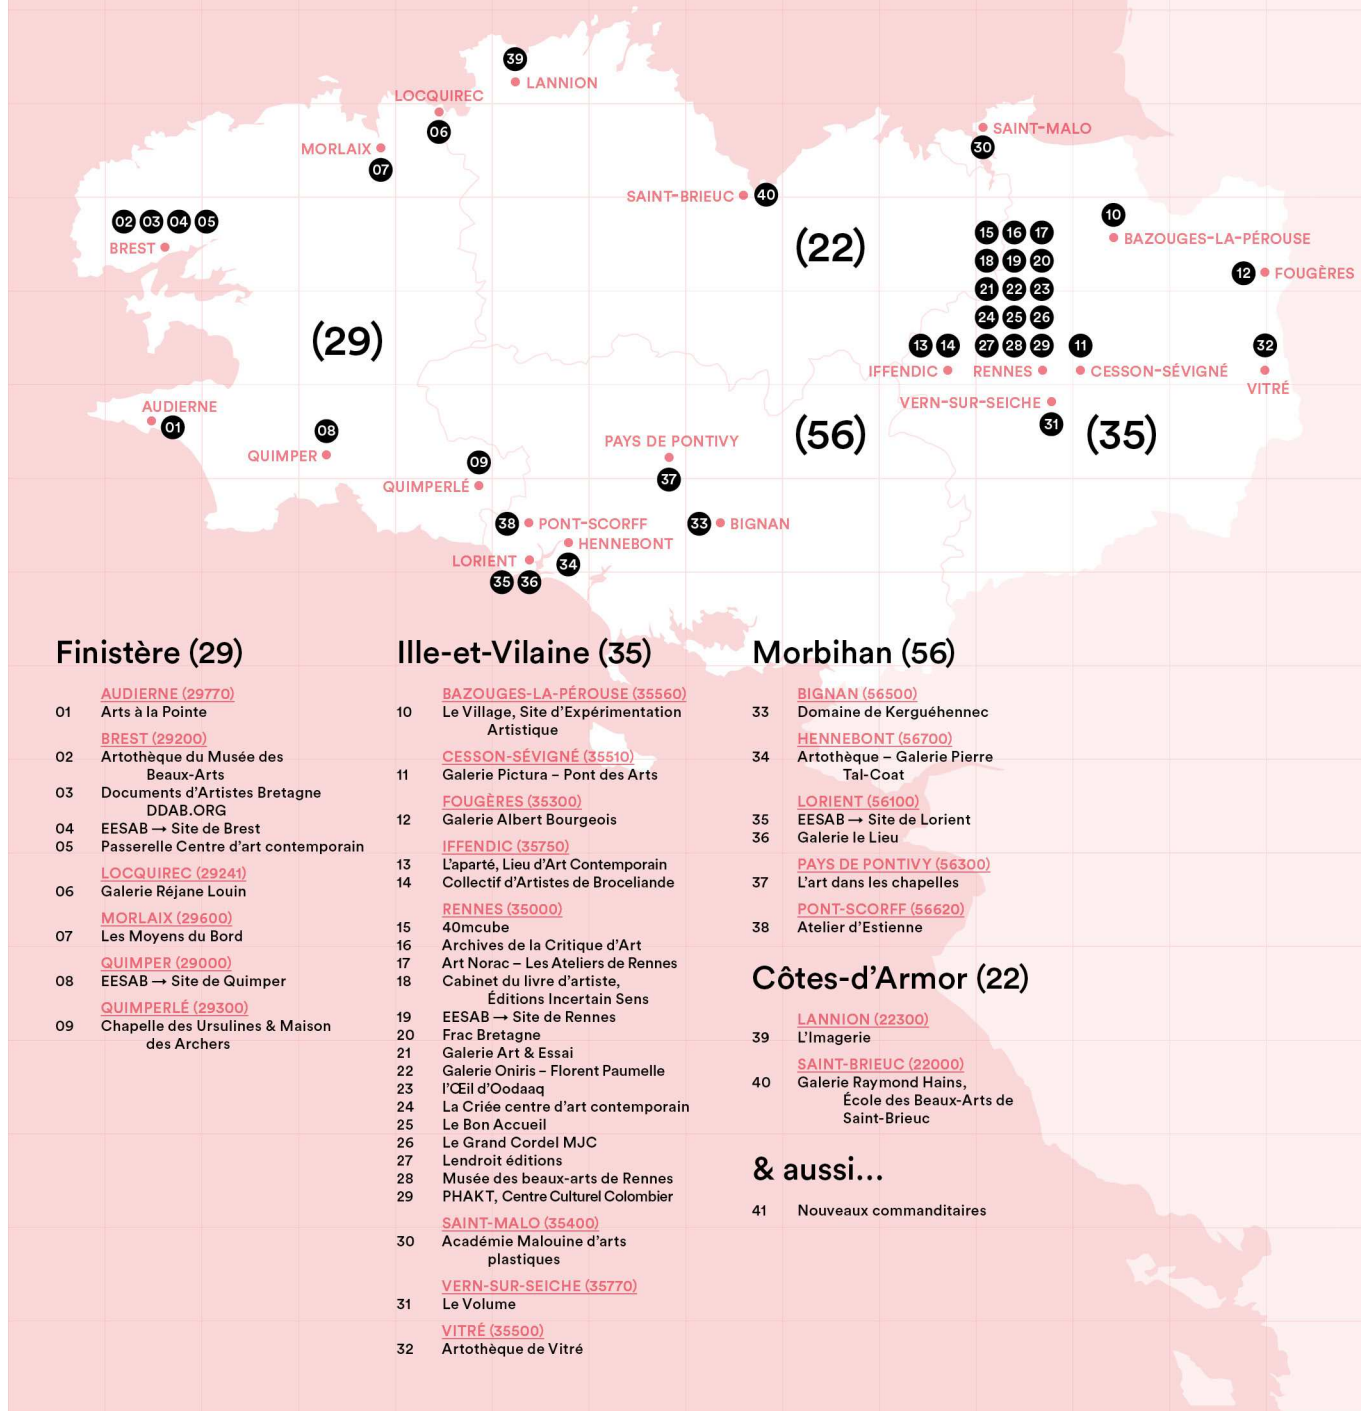 39
LANNION
LOCQUIREC
06
MORLAIX
07
SAINT-MALO
30
SAINT-BRIEUC
40
02 03 04 05
BREST
(22)
10
BAZOUGES-LA-PÉROUSE
15 16 17
18 19 20
21 22 23
24 25 26
27 28 29
12
FOUGÈRES
(29)
13 14
IFFENDIC
RENNES
11
CESSON-SÉVIGNÉ
32
VITRÉ
VERN-SUR-SEICHE
31
(35)
AUDIERNE
01
08
QUIMPER
(56)
PAYS DE PONTIVY
37
09
QUIMPERLÉ
38
PONT-SCORFF
33
BIGNAN
HENNEBONT
34
LORIENT
35 36
Finistère (29)
AUDIERNE (29770)
01 Arts à la Pointe
BREST (29200)
02 Artothèque du Musée des
Beaux-Arts
03 Documents d’Artistes Bretagne
DDAB.ORG
04 EESAB → Site de Brest
05 Passerelle Centre d’art contemporain
LOCQUIREC (29241)
06 Galerie Réjane Louin
MORLAIX (29600)
07 Les Moyens du Bord
QUIMPER (29000)
08 EESAB → Site de Quimper
QUIMPERLÉ (29300)
09 Chapelle des Ursulines & Maison
des Archers
Ille-et-Vilaine (35)
BAZOUGES-LA-PÉROUSE (35560)
10 Le Village, Site d’Expérimentation
Artistique
CESSON-SÉVIGNÉ (35510)
11 Galerie Pictura – Pont des Arts
FOUGÈRES (35300)
12 Galerie Albert Bourgeois
IFFENDIC (35750)
13 L’aparté, Lieu d’Art Contemporain
14 Collectif d’Artistes de Broceliande
RENNES (35000)
15 40mcube
16 Archives de la Critique d’Art
17 Art Norac – Les Ateliers de Rennes
18 Cabinet du livre d’artiste,
Éditions Incertain Sens
19 EESAB → Site de Rennes
20 Frac Bretagne
21 Galerie Art & Essai
22 Galerie Oniris – Florent Paumelle
23 l’Œil d’Oodaaq
24 La Criée centre d’art contemporain
25 Le Bon Accueil
26 Le Grand Cordel MJC
27 Lendroit éditions
28 Musée des beaux-arts de Rennes
29 PHAKT, Centre Culturel Colombier
SAINT-MALO (35400)
30 Académie Malouine d’arts
plastiques
VERN-SUR-SEICHE (35770)
31 Le Volume
VITRÉ (35500)
32 Artothèque de Vitré
Morbihan (56)
BIGNAN (56500)
33 Domaine de Kerguéhennec
HENNEBONT (56700)
34 Artothèque – Galerie Pierre
Tal-Coat
LORIENT (56100)
35 EESAB → Site de Lorient
36 Galerie le Lieu
PAYS DE PONTIVY (56300)
37 L’art dans les chapelles
PONT-SCORFF (56620)
38 Atelier d’Estienne
Côtes-d’Armor (22)
LANNION (22300)
39 L’Imagerie
SAINT-BRIEUC (22000)
40 Galerie Raymond Hains,
École des Beaux-Arts de
Saint-Brieuc
& aussi…
41 Nouveaux commanditaires